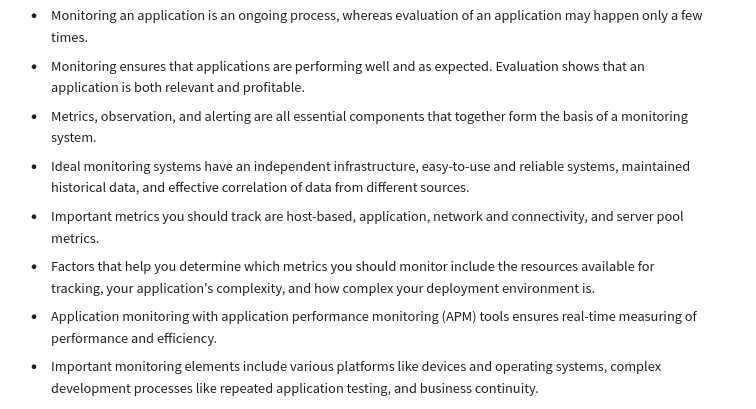 • Monitoring an application is an ongoing process, whereas evaluation of an application may happen only a few
times.
• Monitoring ensures that applications are performing well and as expected. Evaluation shows that an
application is both relevant and profitable.
• Metrics, observation, and alerting are all essential components that together form the basis of a monitoring
system.
• Ideal monitoring systems have an independent infrastructure, easy-to-use and reliable systems, maintained
historical data, and effective correlation of data from different sources.
• Important metrics you should track are host-based, application, network and connectivity, and server pool
metrics.
• Factors that help you determine which metrics you should monitor include the resources available for
tracking, your application's complexity, and how complex your deployment environment is.
• Application monitoring with application performance monitoring (APM) tools ensures real-time measuring of
performance and efficiency.
• Important monitoring elements include various platforms like devices and operating systems, complex
development processes like repeated application testing, and business continuity.